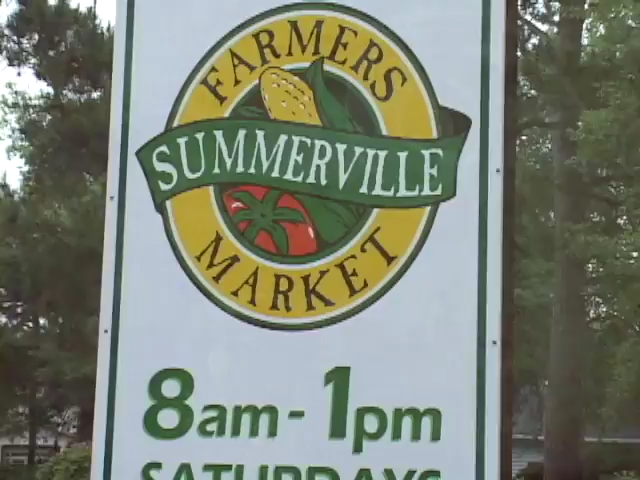 FARMERS
SUMMERVILLE
MARKET
8am - 1pm
SATURDAYS